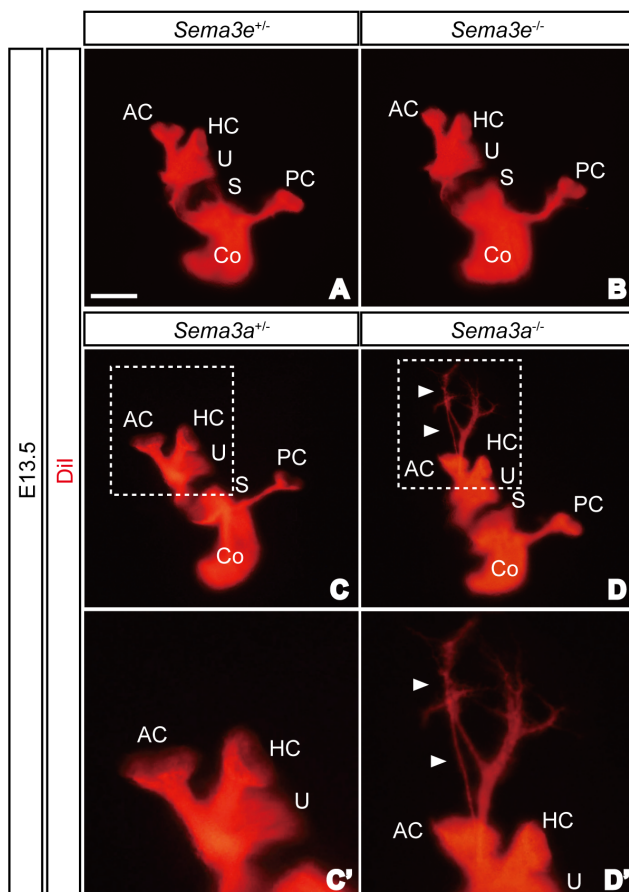 Sema3e+/-
Sema3e-/-
AC
HC
U
S
PC
Co
A
AC
HC
U
S
PC
Co
B
Sema3a+/-
Sema3a-/-
AC
HC
U
S
PC
Co
C
AC
HC
U
S
PC
Co
D
AC
HC
U
C'
AC
HC
U
D'
E13.5
DiI